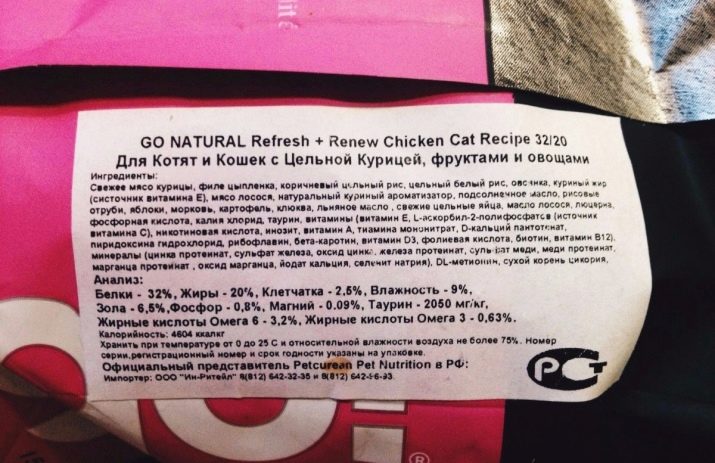 GO NATURAL Refresh + Renew Chicken Cat Recipe 32/20
Для Котят и Кошек с Цельной Курицей, фруктами и овощами
Ингредиенты:
Свежее мясо курицы, филе цыпленка, коричневый цельный рис, цельный белый рис, овсянка, куриный жир
(систочник витамина Е), мясо лосося, натуральный куриный ароматизатор, подсолнечное масло, рисовые
отруби, яблоки, морковь, картофель, клюква, льняное масло , свежие цельные яйца, масло лосося, люцерна,
фосфорная кислота, калия хлорид, таурин, витамины (витамин Е, L-аскорбил-2-полифосфатса (источник
витамина С), никотиновая кислота, инозит, витамин А, тиамина мононитрат, D-кальций пантотенат,
пиридоксина гидрохлорид, рибофлавин, бета-каротин, витамин D3, фолиевая кислота, биотин, витамин В12),
минералы (цинка протеинат, сульфат железа, оксид цинка, железа протеинат, сульфат меди, меди протеинат,
марганца протеинат , оксид марганца, йодат кальция, селенит натрия), DL-метионин, сухой корень цикория,
Анализ:
Белки - 32%, Жиры - 20%, Клетчатка - 2,5%, Влажность - 9%,
Зола - 6,5%,Фосфор - 0,8%, Магний - 0.09%, Таурин - 2050 мг/кг,
Жирные кислоты Омега 6 - 3,2%, Жирные кислоты Омега 3 - 0,63%.
Калорийность: 4604 ккалкг
Хранить при температуре от 0 до 25 С и относительной влажности воздуха не более 75%. Номер
серии,регистрационный номер и срок годности указаны на упаковке.
Официальный представитель Petcurean Pet Nutrition в РФ:
Импортер: ООО "Ин-Ритейл" 8(812) 642-32-35 и 8(812)
РСТ
®